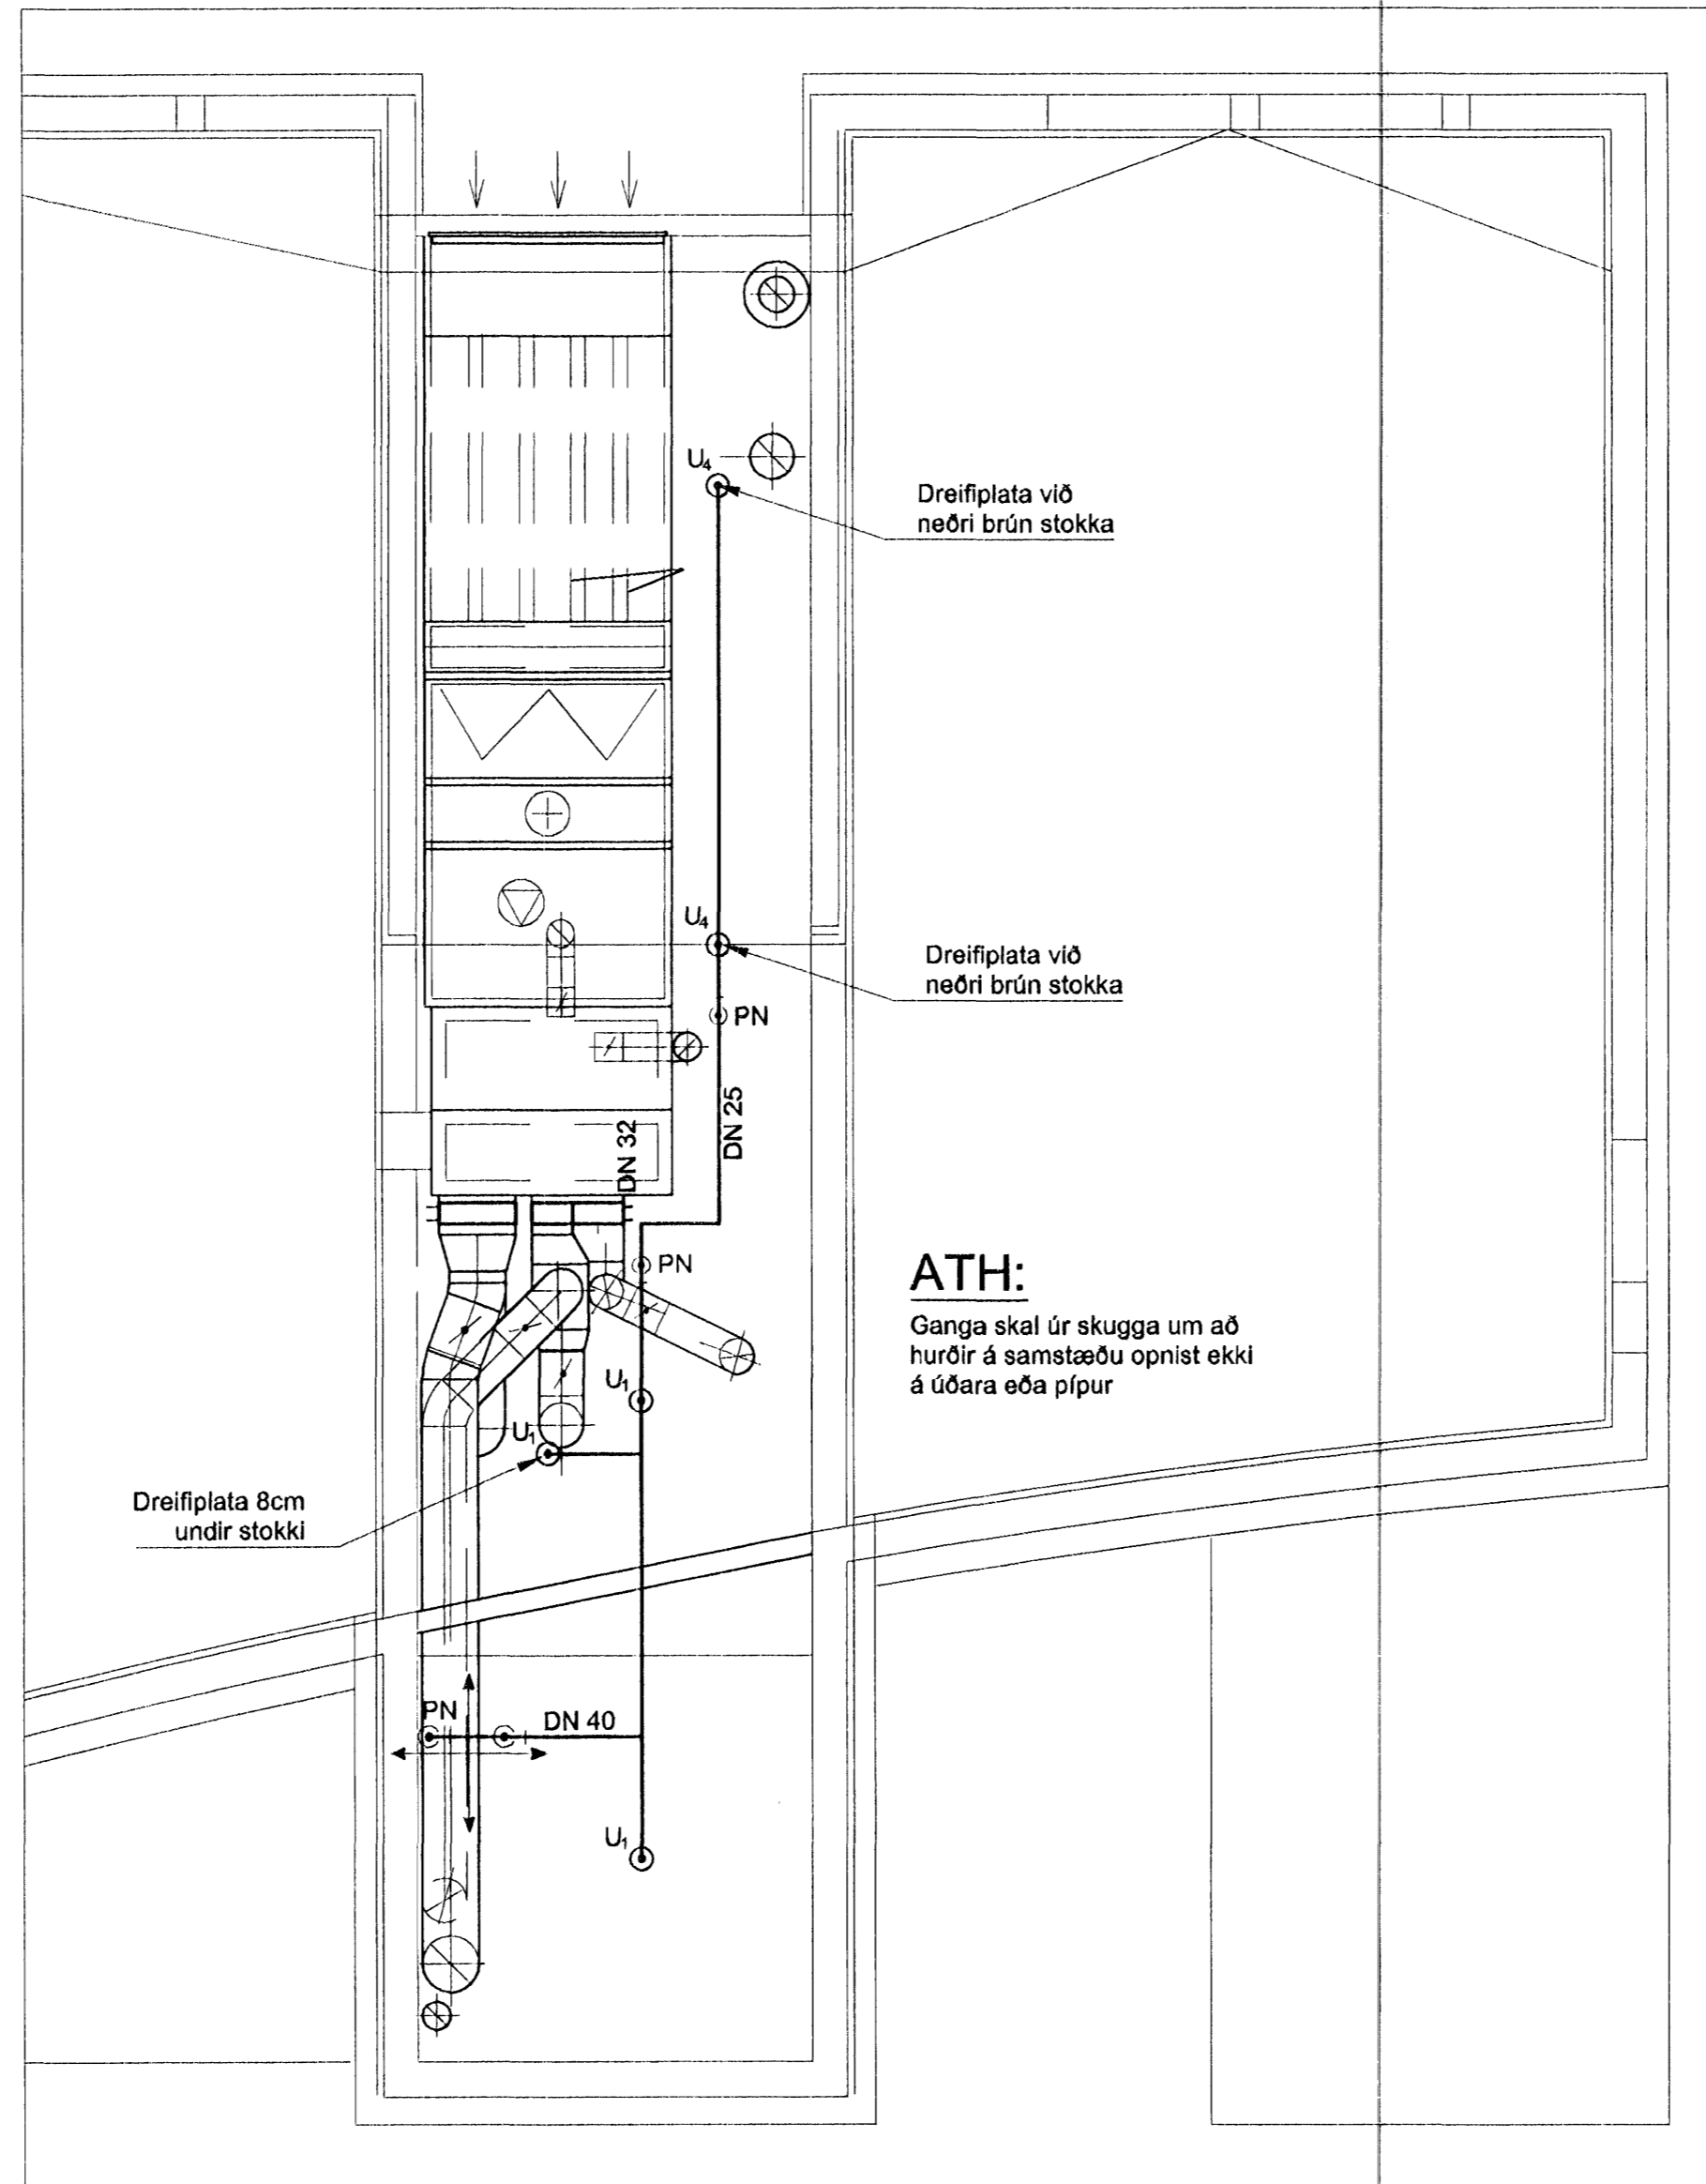 U₄
Dreifiplata við
neðri brún stokka
U₄
Dreifiplata við
neðri brún stokka
PN
DN 25
DN 32
PN
ATH:
Ganga skal úr skugga um að
hurðir á samstæðu opnist ekki
á úðara eða pípur
U₁
U₁
Dreifiplata 8cm
undir stokki
PN
DN 40
U₁